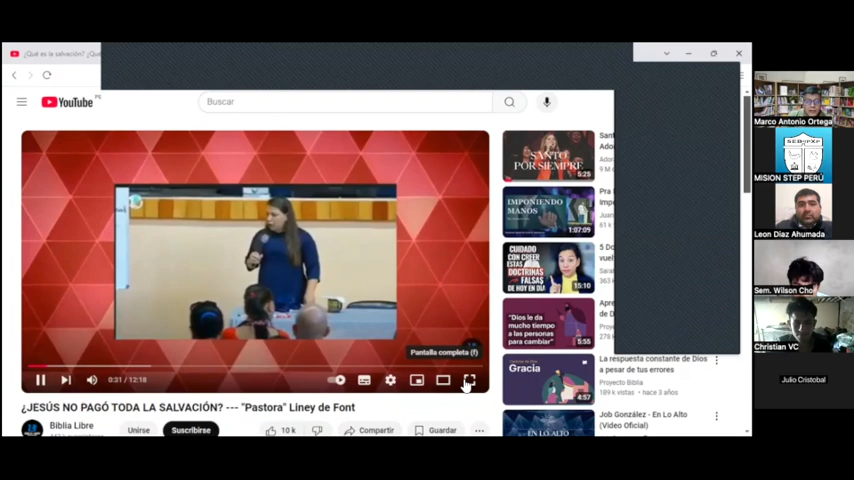 ¿Qué es la salvación? ¿Qué
YouTube PE
Buscar
SANTO
POR SIEMPRE
5:25
IMPONIENDO
MANOS
1:07:09
CUIDADO
CON CREER
ESTAS
DOCTRINAS
FALSAS
DE HOY EN DIA
15:10
"Dios le da
mucho tiempo
a las personas
para cambiar"
5:55
Gracia
4:57
La respuesta constante de Dios
a pesar de tus errores
Proyecto Biblia
189 k vistas • hace 3 años
EN LO ALTO
Job González - En Lo Alto
(Video Oficial)
Pantalla completa (f)
0:31 / 12:18
¿JESÚS NO PAGÓ TODA LA SALVACIÓN? --- "Pastora" Liney de Font
Biblia Libre
Unirse
Suscribirse
10 k
Compartir
Guardar
Marco Antonio Ortega
MISION STEP PERÚ
Leon Diaz Ahumada
Sem. Wilson Cho
Christian VC
Julio Cristobal